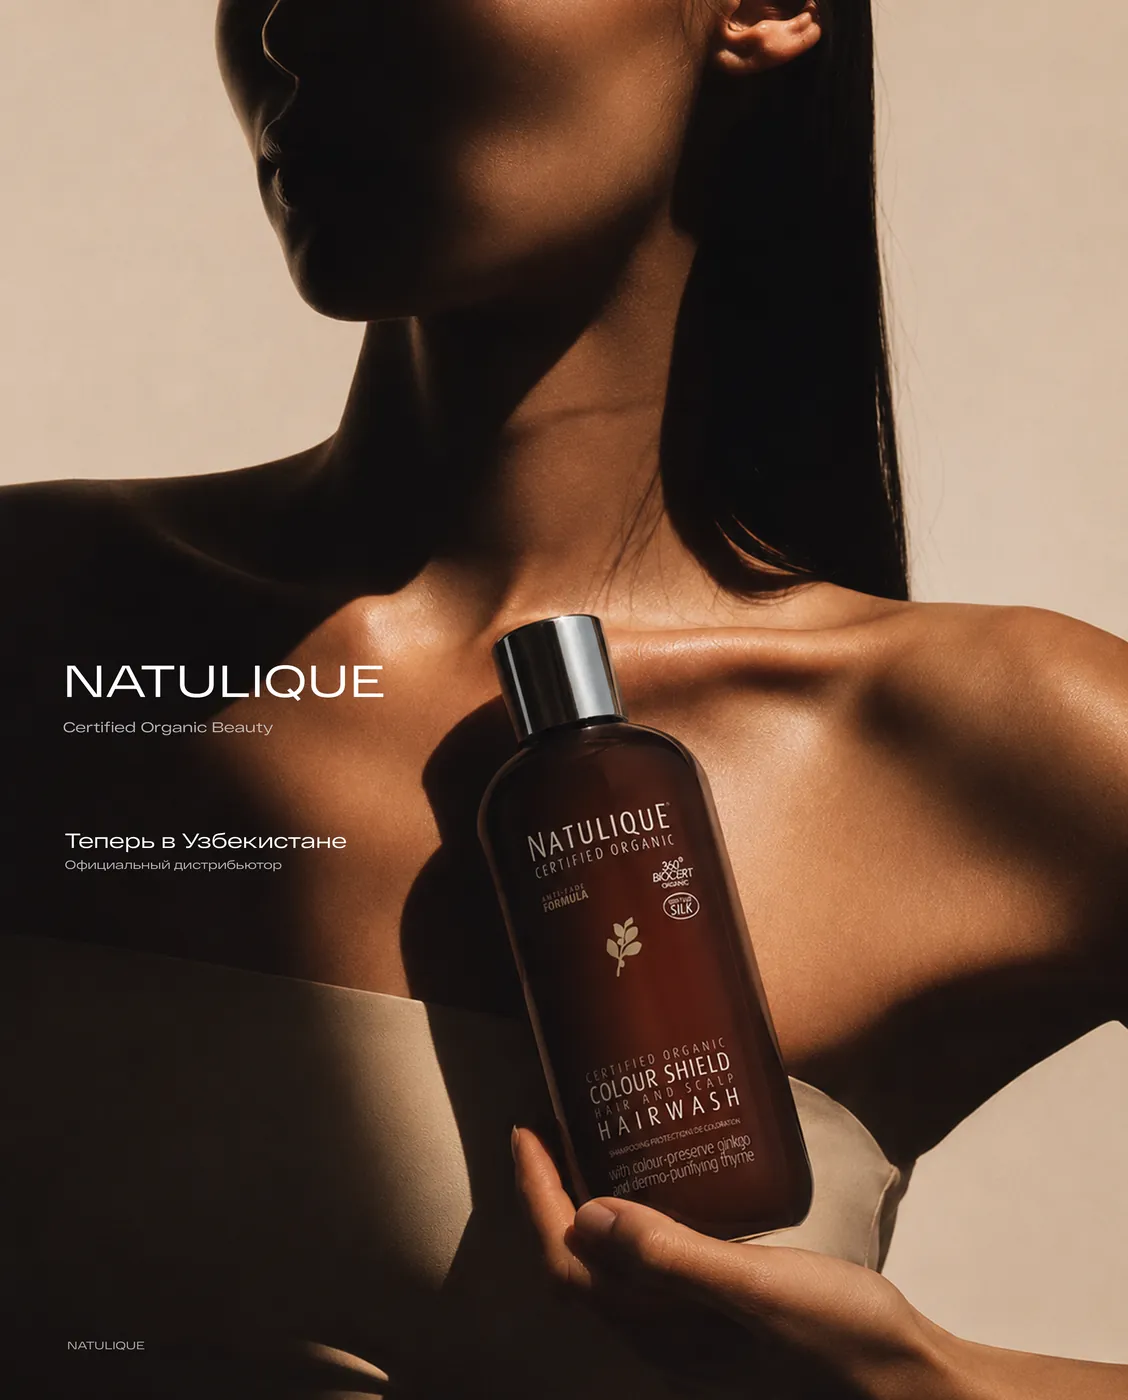 NATULIQUE
Certified Organic Beauty
Теперь в Узбекистане
Официальный дистрибьютор
NATULIQUE
CERTIFIED ORGANIC
360°
BIOCERT
ORGANIC
ANTI-FADE
FORMULA
SILK
CERTIFIED ORGANIC
COLOUR SHIELD
HAIR AND SCALP
HAIRWASH
SHAMPOOING PROTECTIONS DE COLORATION
with colour-preserve ginkgo
and dermo-purifying thyme
NATULIQUE